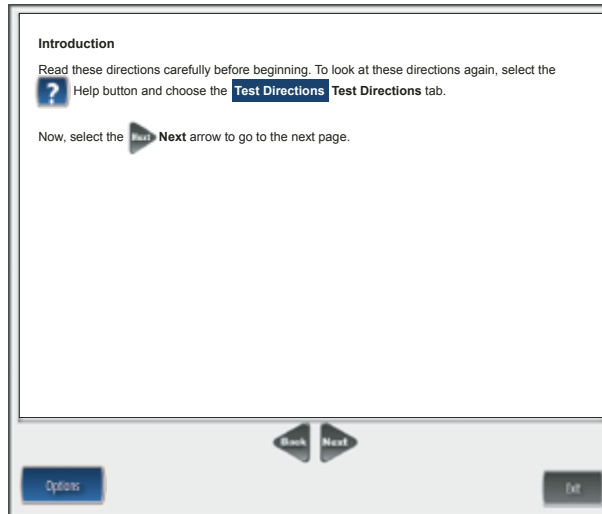 Introduction
Read these directions carefully before beginning. To look at these directions again, select the
? Help button and choose the Test Directions Test Directions tab.
Now, select the Next Next arrow to go to the next page.
Back Next
Options
Exit